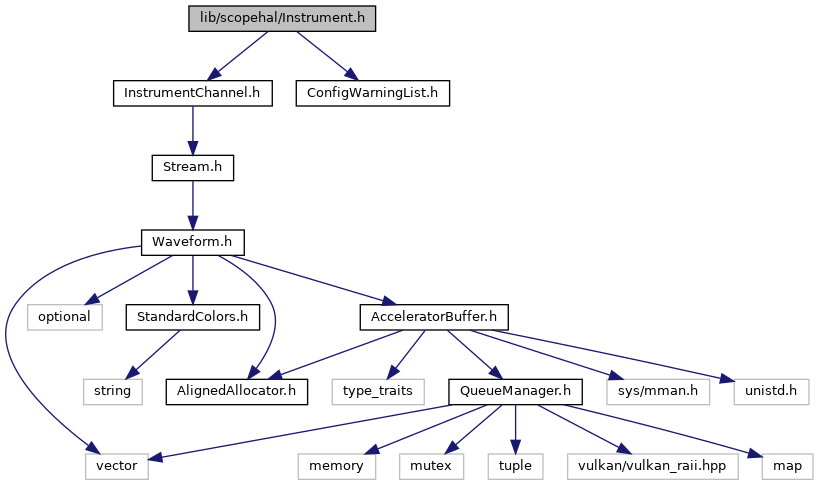 lib/scopehal/Instrument.h
InstrumentChannel.h
ConfigWarningList.h
Stream.h
Waveform.h
optional
StandardColors.h
AcceleratorBuffer.h
string
AlignedAllocator.h
type_traits
QueueManager.h
sys/mman.h
unistd.h
vector
memory
mutex
tuple
vulkan/vulkan_raii.hpp
map